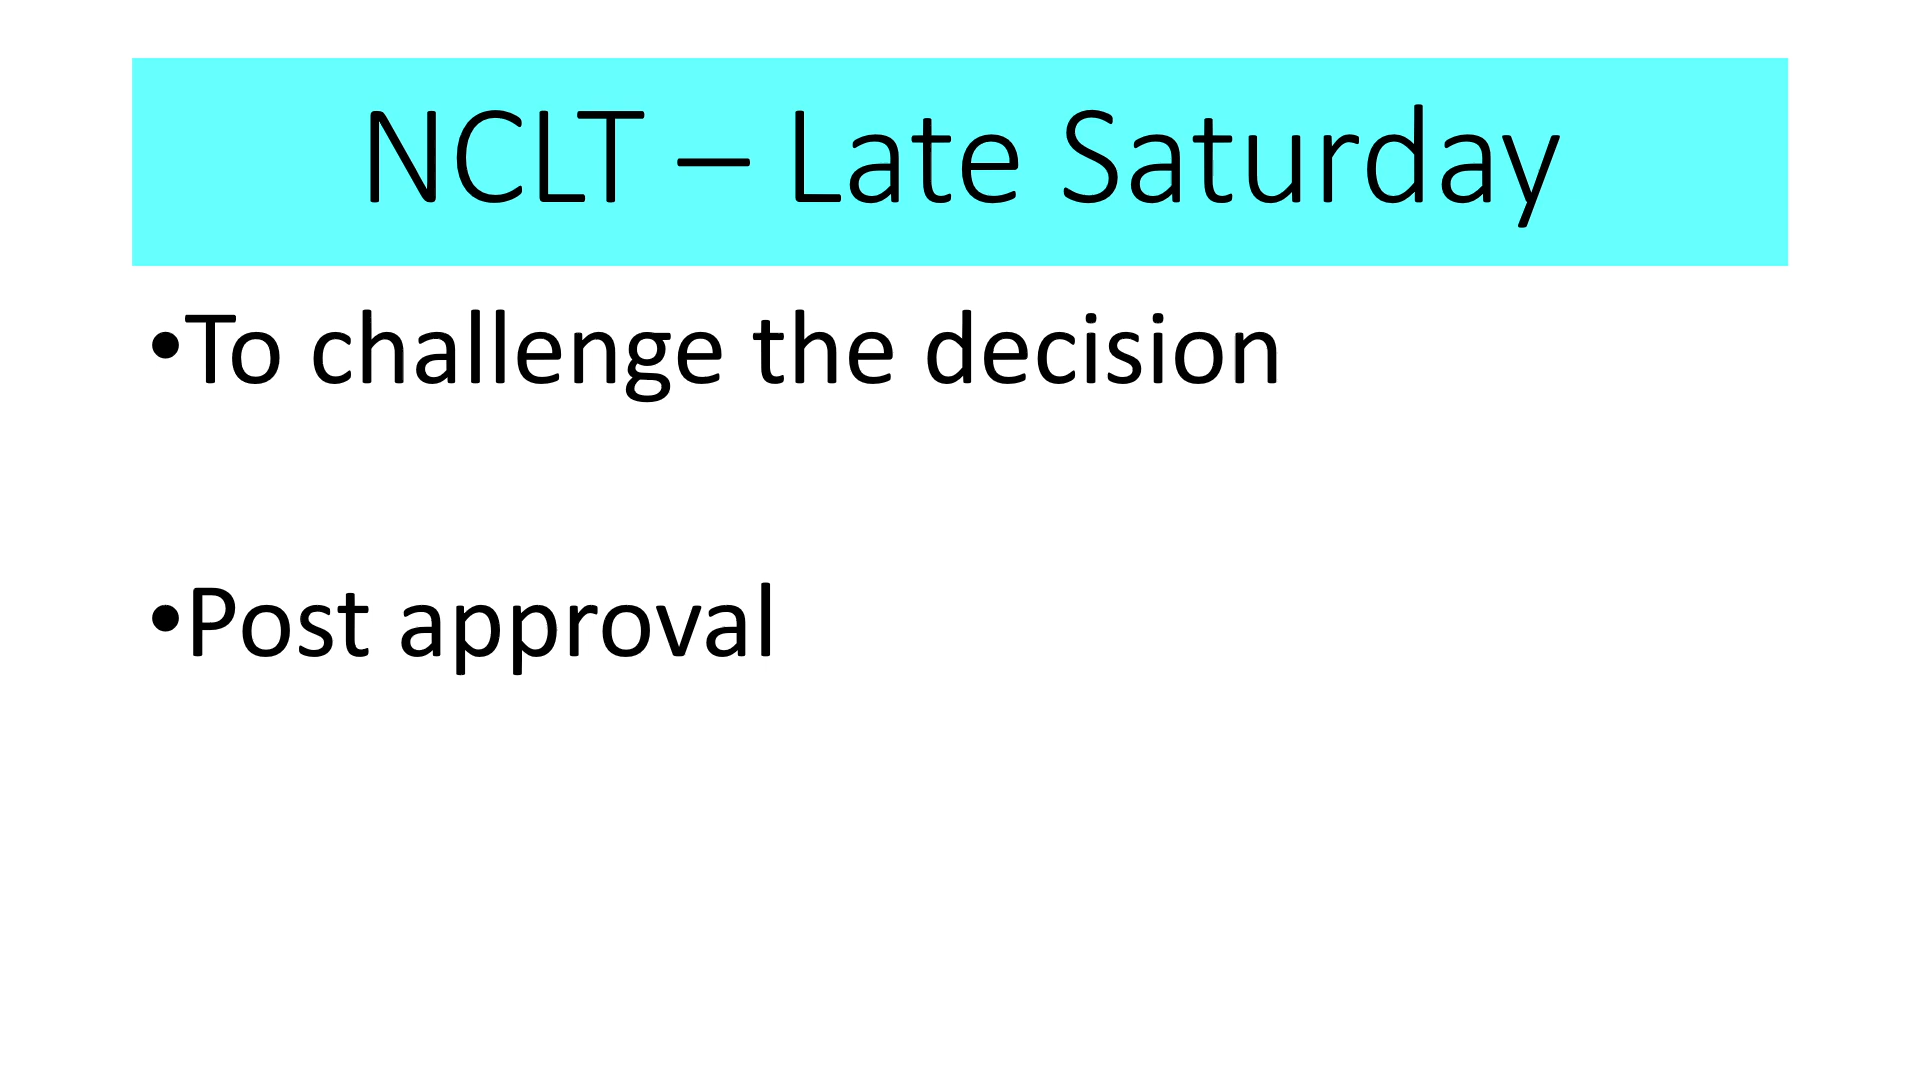 NCLT – Late Saturday
•To challenge the decision
•Post approval